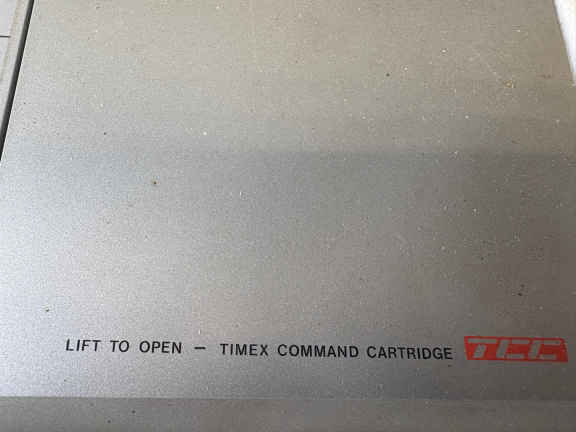 LIFT TO OPEN – TIMEX COMMAND CARTRIDGE TCC